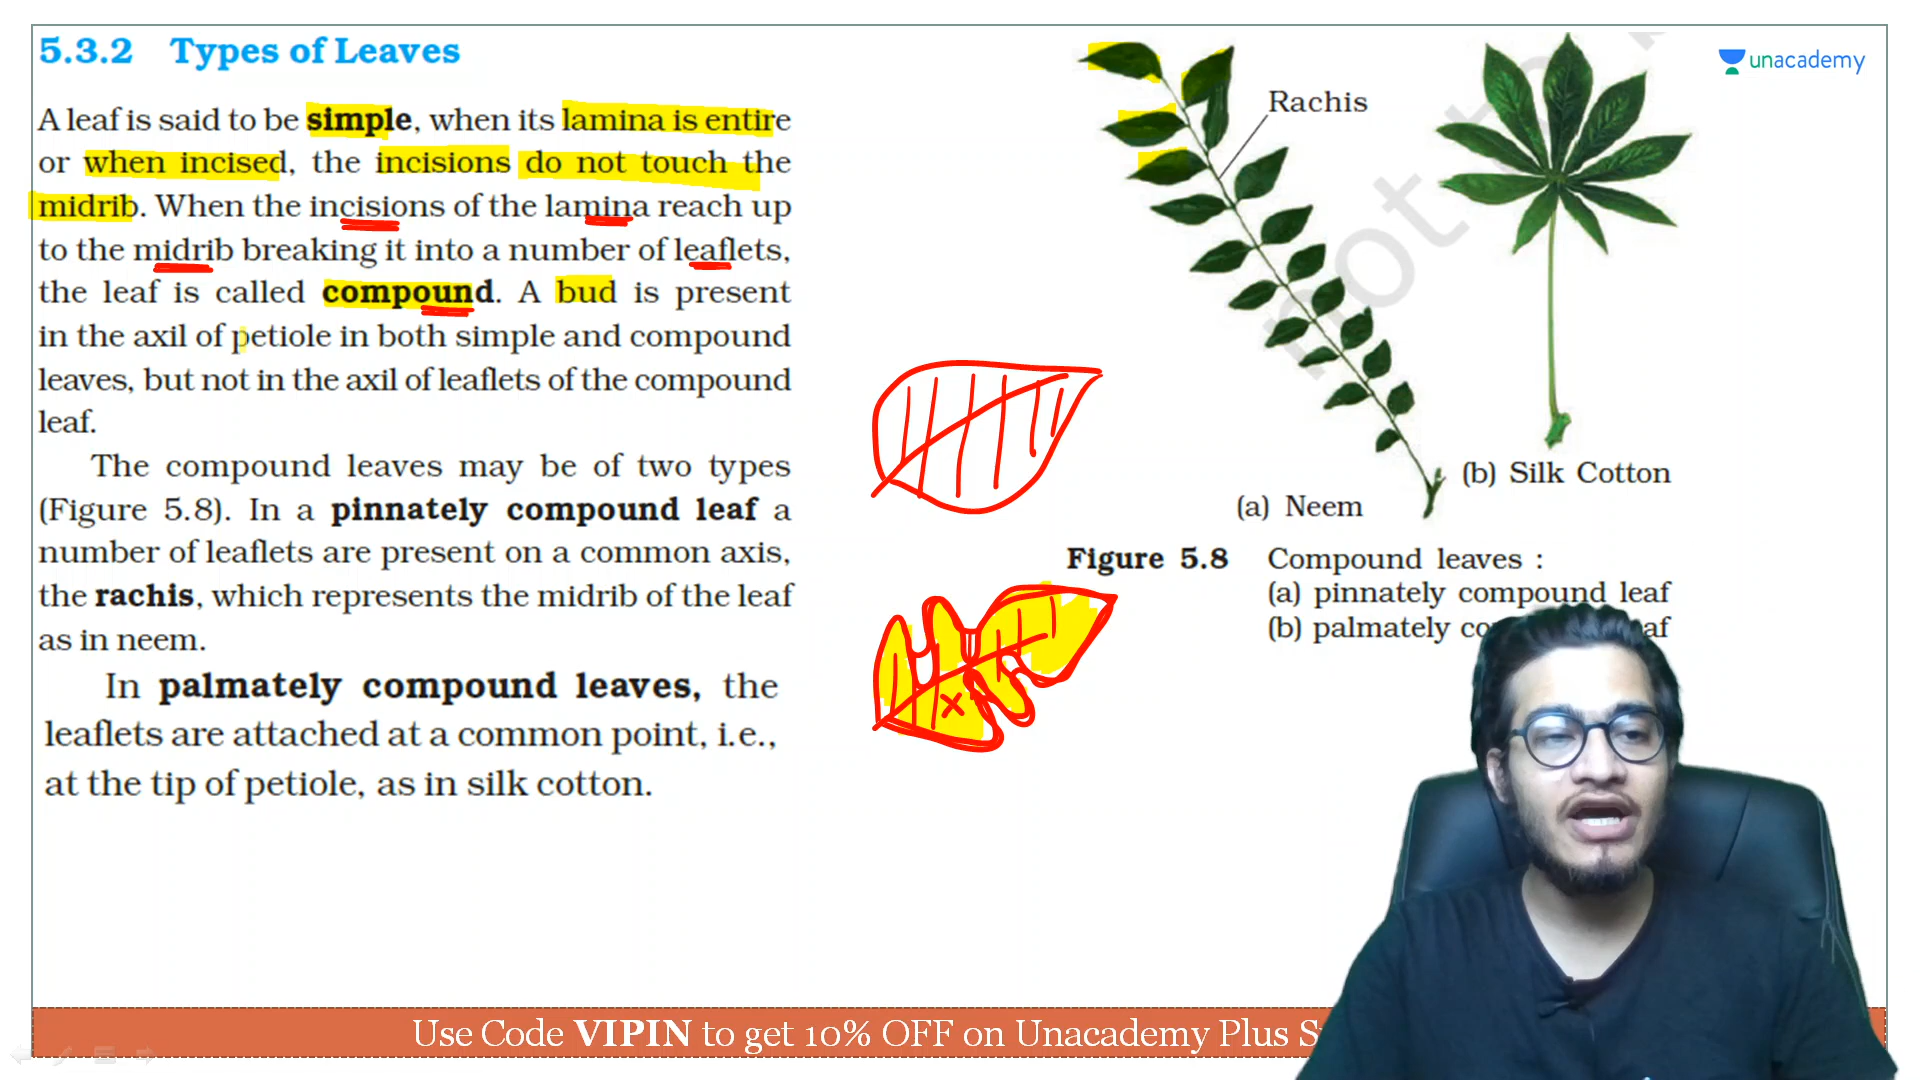 5.3.2 Types of Leaves
A leaf is said to be simple, when its lamina is entire
or when incised, the incisions do not touch the
midrib. When the incisions of the lamina reach up
to the midrib breaking it into a number of leaflets,
the leaf is called compound. A bud is present
in the axil of petiole in both simple and compound
leaves, but not in the axil of leaflets of the compound
leaf.
The compound leaves may be of two types
(Figure 5.8). In a pinnately compound leaf a
number of leaflets are present on a common axis,
the rachis, which represents the midrib of the leaf
as in neem.
In palmately compound leaves, the
leaflets are attached at a common point, i.e.,
at the tip of petiole, as in silk cotton.
Rachis
not to
(b) Silk Cotton
(a) Neem
Figure 5.8 Compound leaves :
(a) pinnately compound leaf
(b) palmately
unacademy
Use Code VIPIN to get 10% OFF on Unacademy Plus